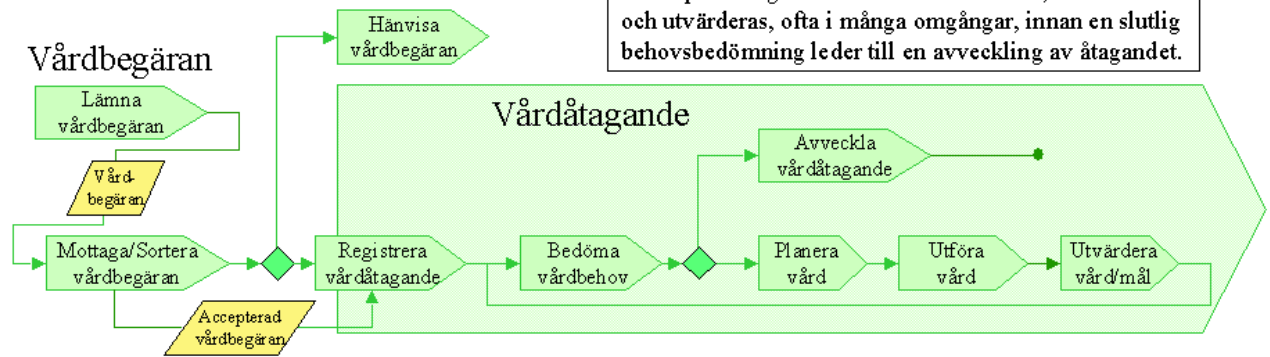 och utvärderas, ofta i många omgångar, innan en slutlig
behovsbedömning leder till en avveckling av åtagandet.
Hänvisa
vårdbegäran
Vårdbegäran
Lämna
vårdbegäran
Vård-
begäran
Vårdåtagande
Avveckla
vårdåtagande
Mottaga/Sortera
vårdbegäran
Registrera
vårdåtagande
Bedöma
vårdbehov
Planera
vård
Utföra
vård
Utvärdera
vård/mål
Accepterad
vårdbegäran